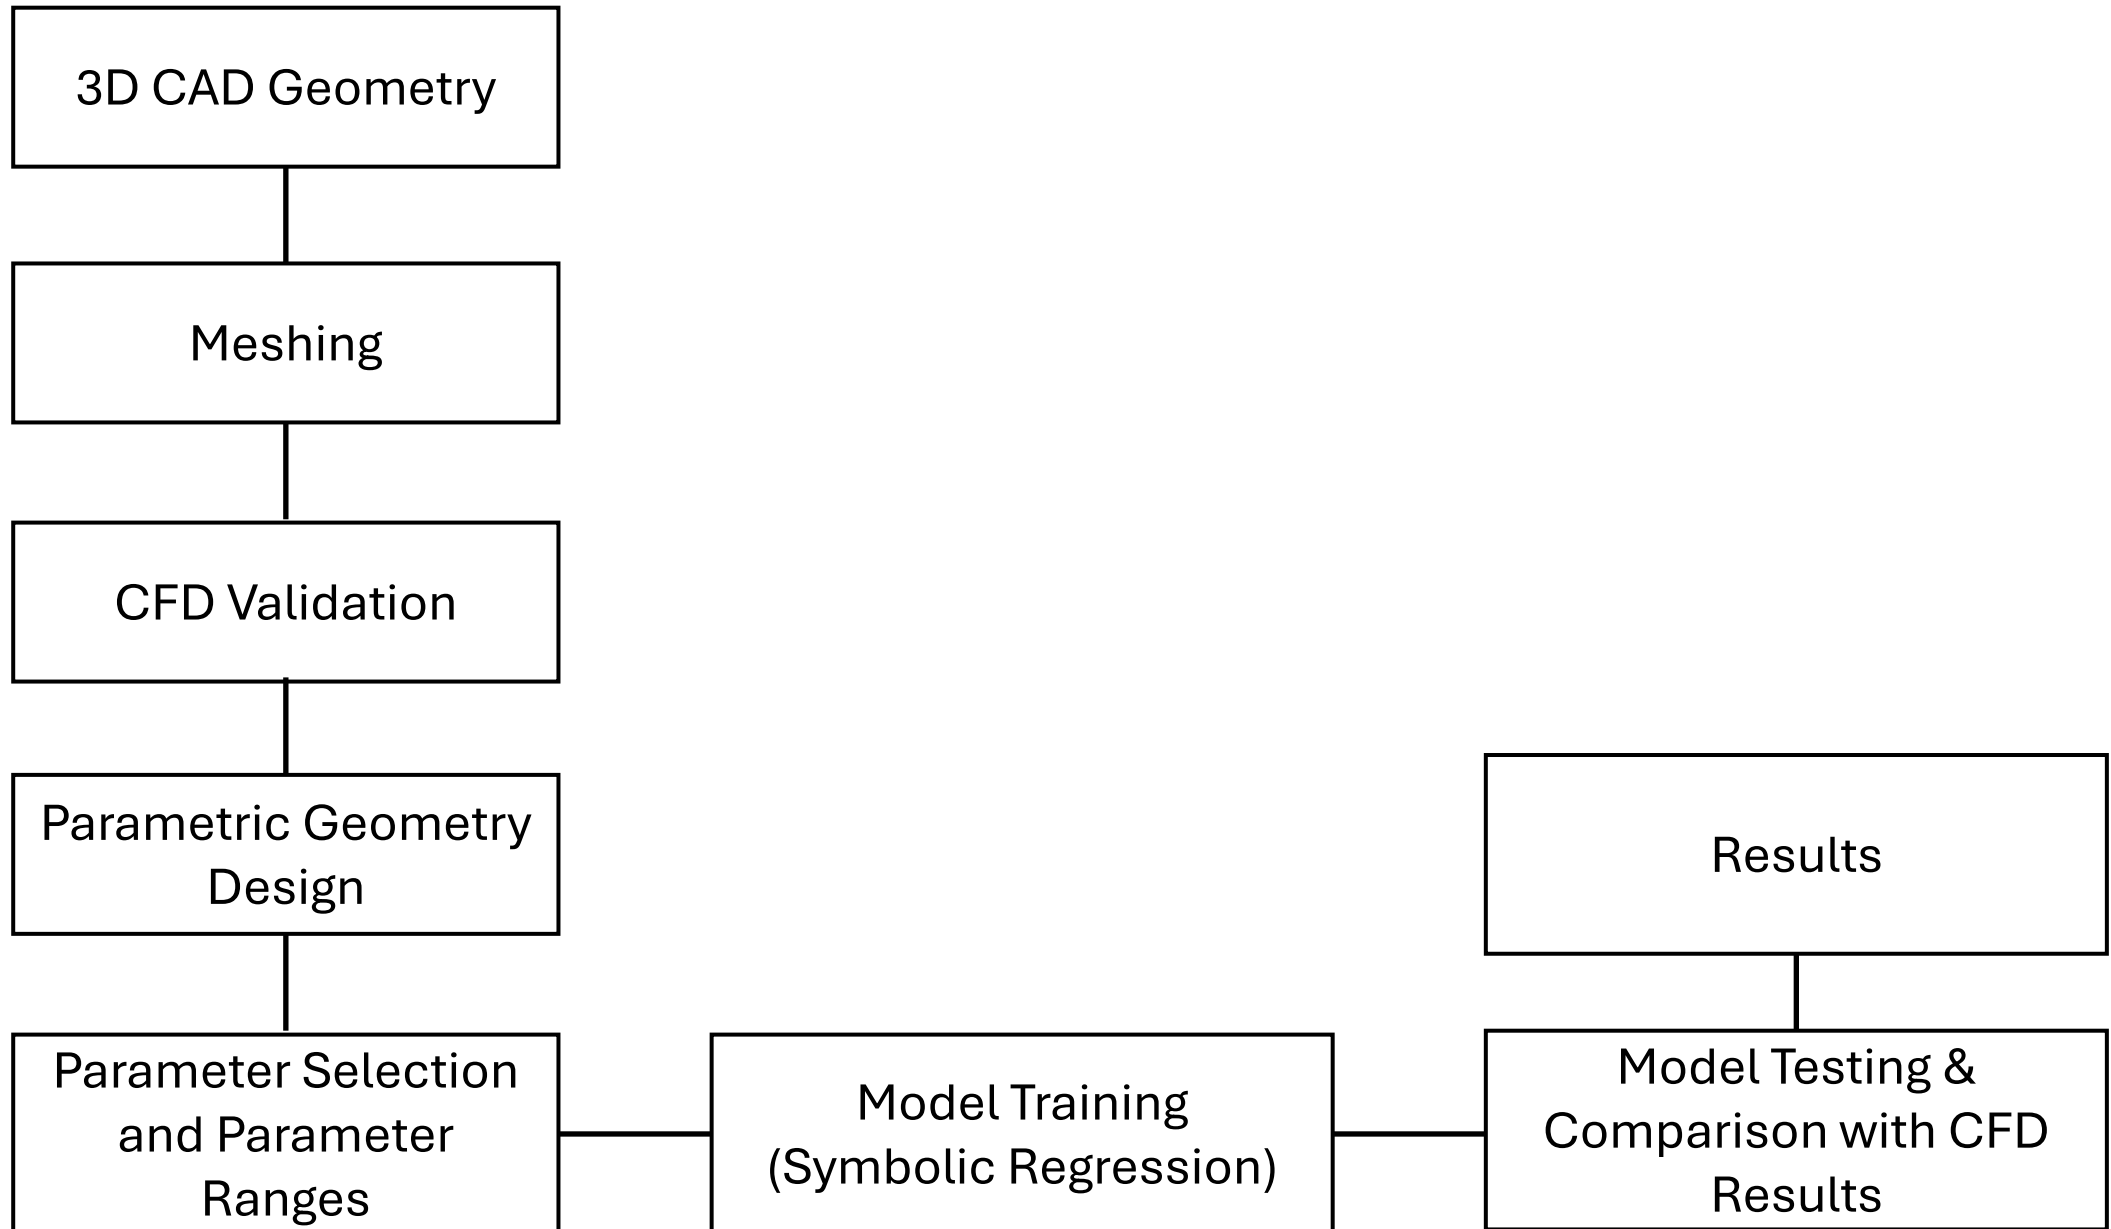 3D CAD Geometry
Meshing
CFD Validation
Parametric Geometry
Design
Parameter Selection
and Parameter
Ranges
Model Training
(Symbolic Regression)
Model Testing &
Comparison with CFD
Results
Results